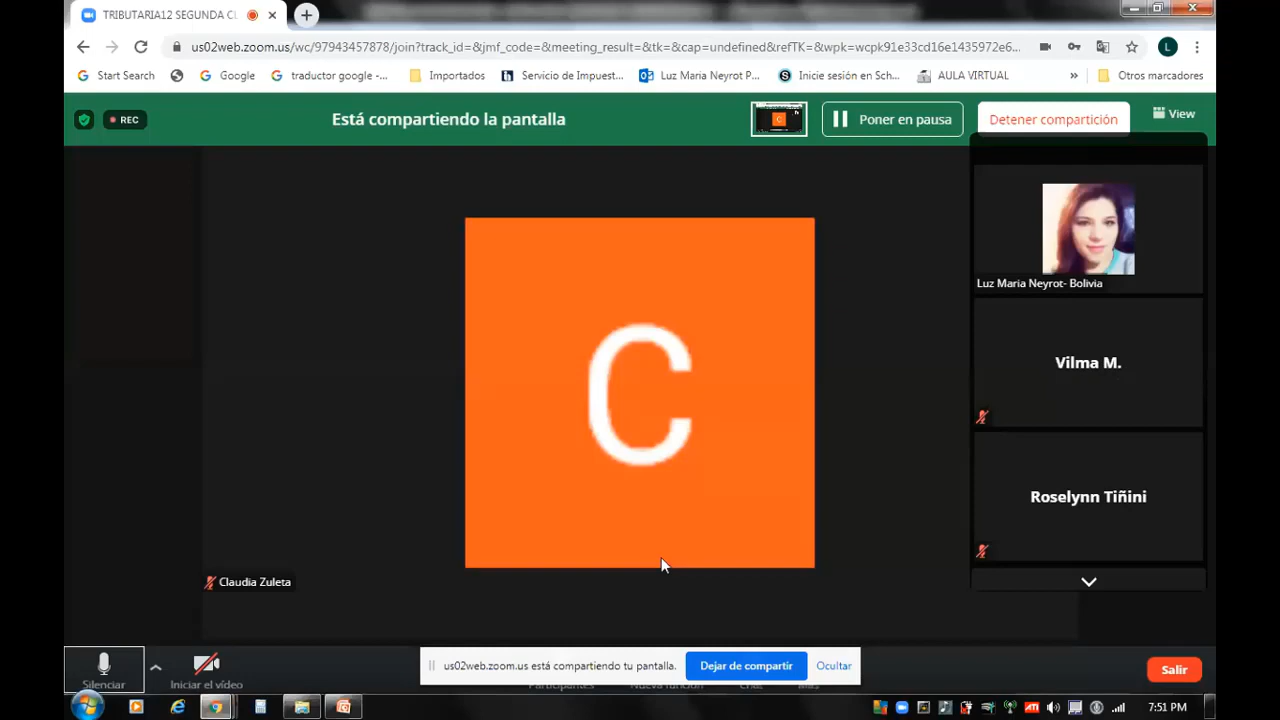 TRIBUTARIA12 SEGUNDA CL
us02web.zoom.us/wc/97943457878/join?track_id=&jmf_code=&meeting_result=&tk=&cap=undefined&refTK=&wpk=wcpk91e33cd16e1435972e6...
L
Start Search
Google
traductor google -...
Importados
Servicio de Impuest...
Luz Maria Neyrot P...
Inicie sesión en Sch...
AULA VIRTUAL
»
Otros marcadores
REC
Está compartiendo la pantalla
Poner en pausa
Detener compartición
View
C
Luz Maria Neyrot- Bolivia
Vilma M.
Roselynn Tiñini
Claudia Zuleta
Silenciar
Iniciar el vídeo
us02web.zoom.us está compartiendo tu pantalla.
Dejar de compartir
Ocultar
Salir
7:51 PM